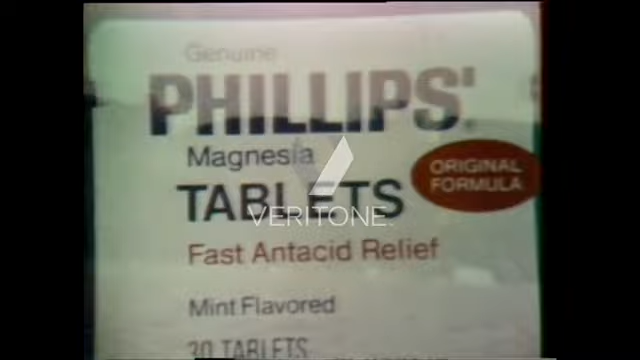 Genuine
PHILLIPS'
Magnesia
TABLETS
ORIGINAL
FORMULA
VERITONE
Fast Antacid Relief
Mint Flavored
30 TABLETS